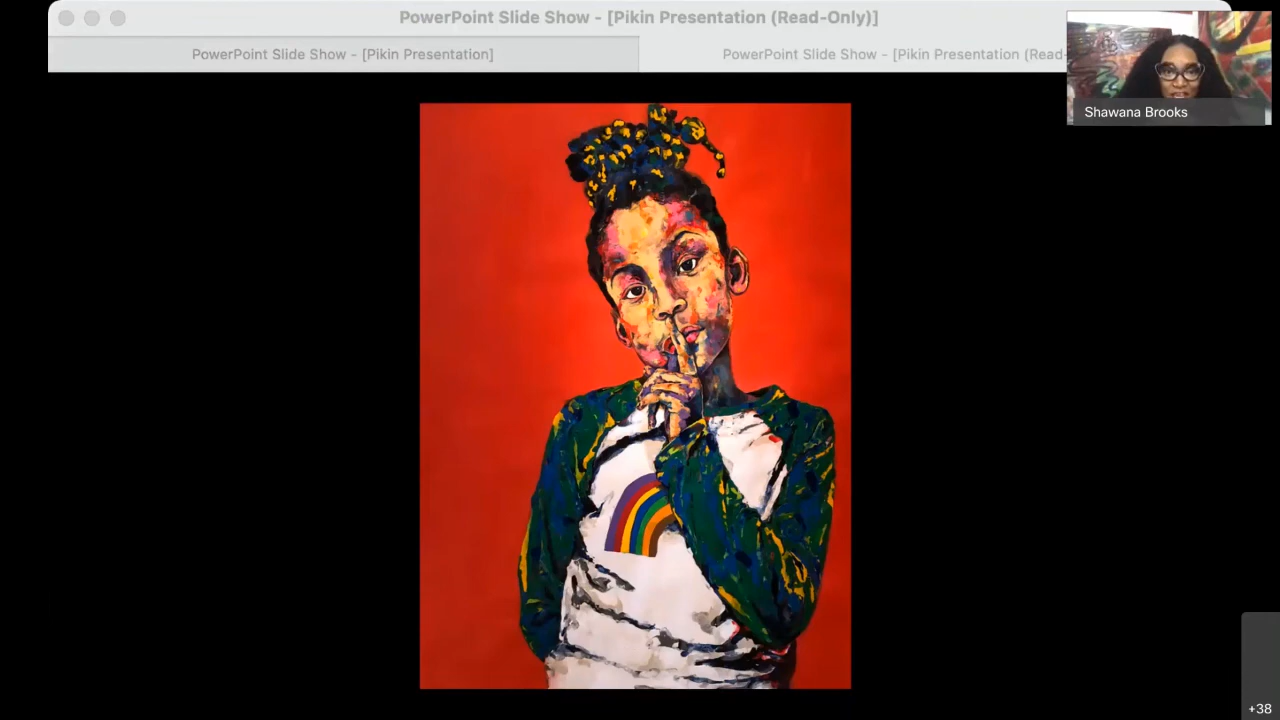 PowerPoint Slide Show - [Pikin Presentation (Read-Only)]
PowerPoint Slide Show - [Pikin Presentation]
PowerPoint Slide Show - [Pikin Presentation (Read-
Shawana Brooks
+38